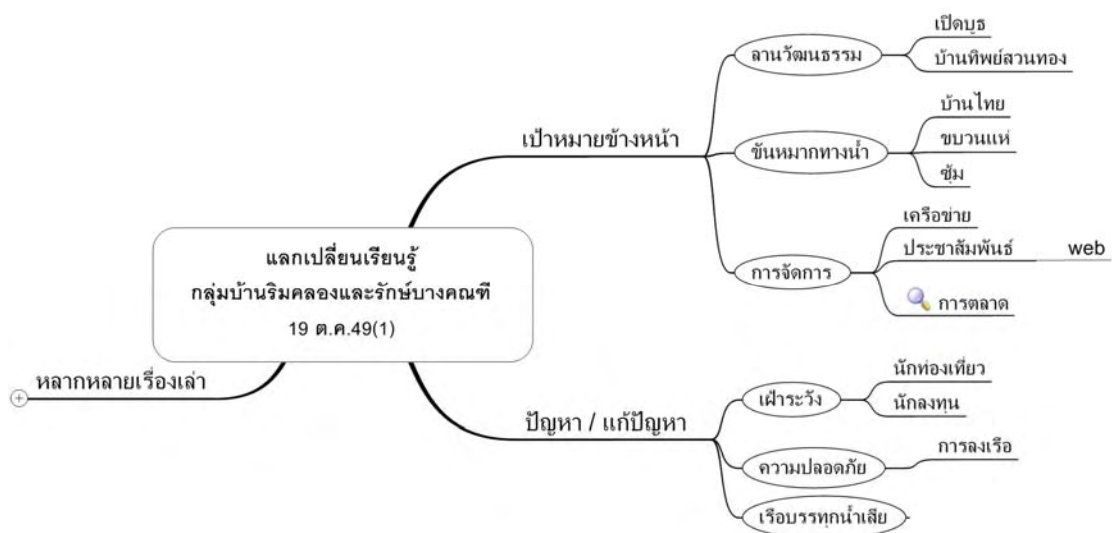 แลกเปลี่ยนเรียนรู้
กลุ่มบ้านริมคลองและรักษ์บางคณฑี
19 ต.ค.49(1)
เป้าหมายข้างหน้า
ลานวัฒนธรรม
เปิดบูธ
บ้านทิพย์สวนทอง
ขันหมากทางน้ำ
บ้านไทย
ขบวนแห่
ซุ้ม
การจัดการ
เครือข่าย
ประชาสัมพันธ์
web
การตลาด
ปัญหา / แก้ปัญหา
เฝ้าระวัง
นักท่องเที่ยว
นักลงทุน
ความปลอดภัย
การลงเรือ
เรือบรรทุกน้ำเสีย
หลากหลายเรื่องเล่า